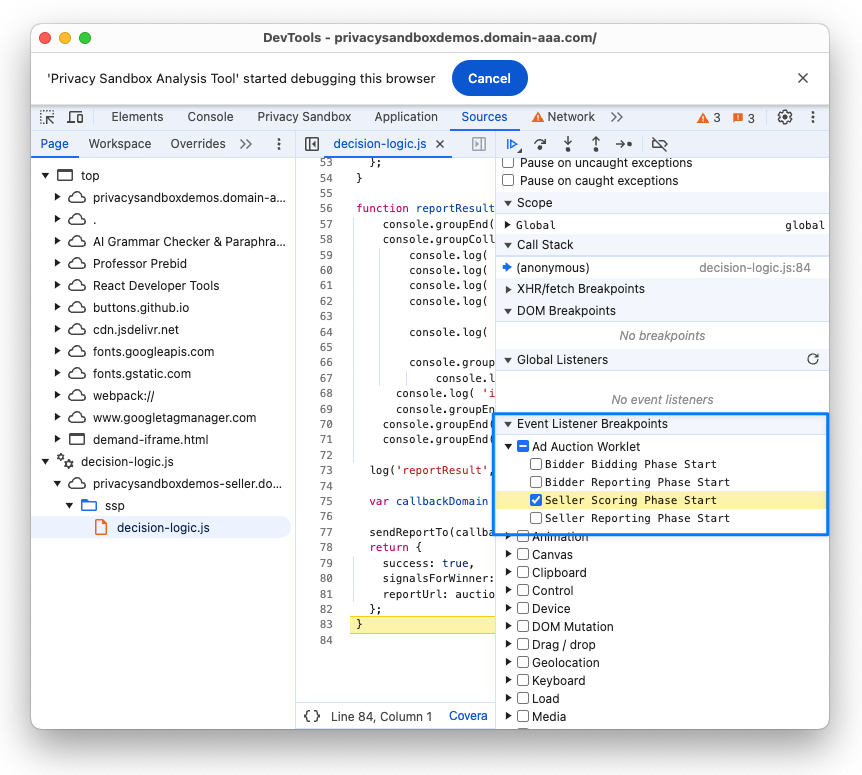 DevTools - privacysandboxdemos.domain-aaa.com/
'Privacy Sandbox Analysis Tool' started debugging this browser
Cancel
Elements
Console
Privacy Sandbox
Application
Sources
Network
3
3
Page
Workspace
Overrides
top
privacysandboxdemos.domain-a...
.
AI Grammar Checker & Paraphra...
Professor Prebid
React Developer Tools
buttons.github.io
cdn.jsdelivr.net
fonts.googleapis.com
fonts.gstatic.com
webpack://
www.googletagmanager.com
demand-iframe.html
decision-logic.js
privacysandboxdemos-seller.do...
ssp
decision-logic.js
decision-logic.js
53 };
54 }
55
56 function reportResult
57 console.groupEnd(
58 console.groupColl
59 console.log(
60 console.log(
61 console.log(
62 console.log(
63
64 console.log(
65
66 console.group
67 console.l
68 console.log( 'i
69 console.groupEn
70 console.groupEnd(
71 console.groupEnd(
72
73 log('reportResult',
74
75 var callbackDomain
76
77 sendReportTo(callba
78 return {
79 success: true,
80 signalsForWinner:
81 reportUrl: auctio
82 };
83 }
84
{ } Line 84, Column 1 Covera
Pause on uncaught exceptions
Pause on caught exceptions
Scope
Global global
Call Stack
(anonymous) decision-logic.js:84
XHR/fetch Breakpoints
DOM Breakpoints
No breakpoints
Global Listeners
No event listeners
Event Listener Breakpoints
Ad Auction Worklet
Bidder Bidding Phase Start
Bidder Reporting Phase Start
Seller Scoring Phase Start
Seller Reporting Phase Start
Animation
Canvas
Clipboard
Control
Device
DOM Mutation
Drag / drop
Geolocation
Keyboard
Load
Media